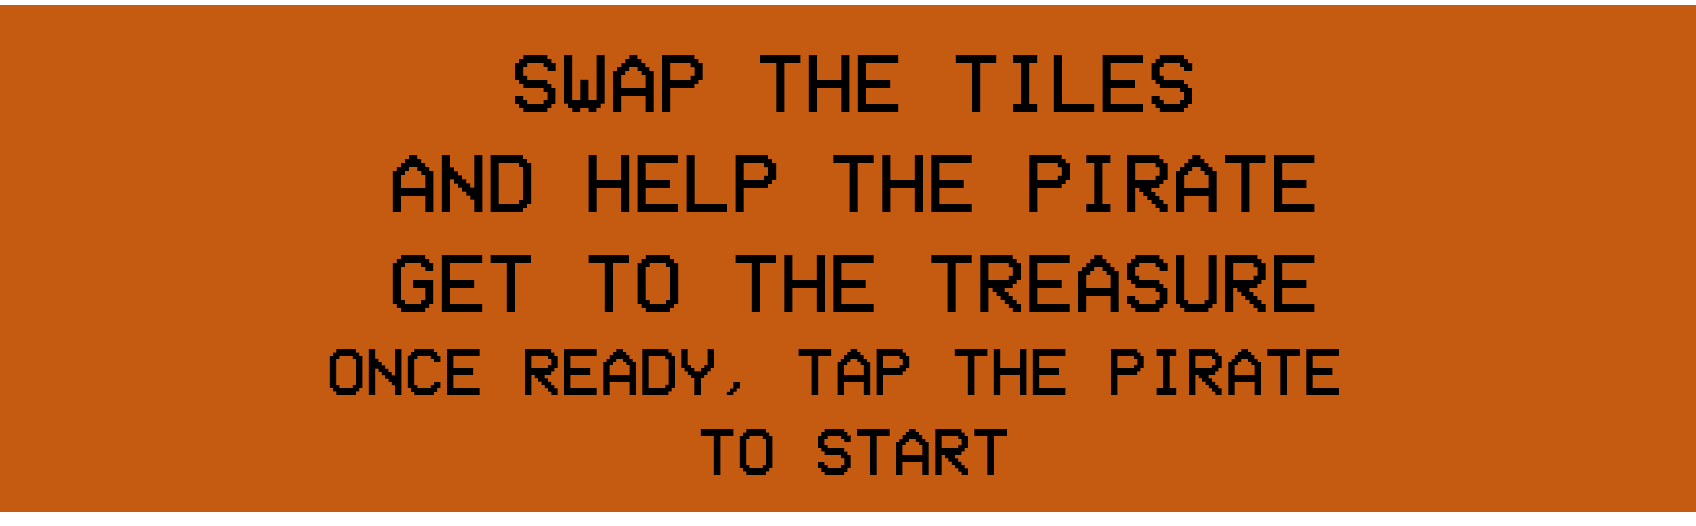 SWAP THE TILES
AND HELP THE PIRATE
GET TO THE TREASURE
ONCE READY, TAP THE PIRATE
TO START